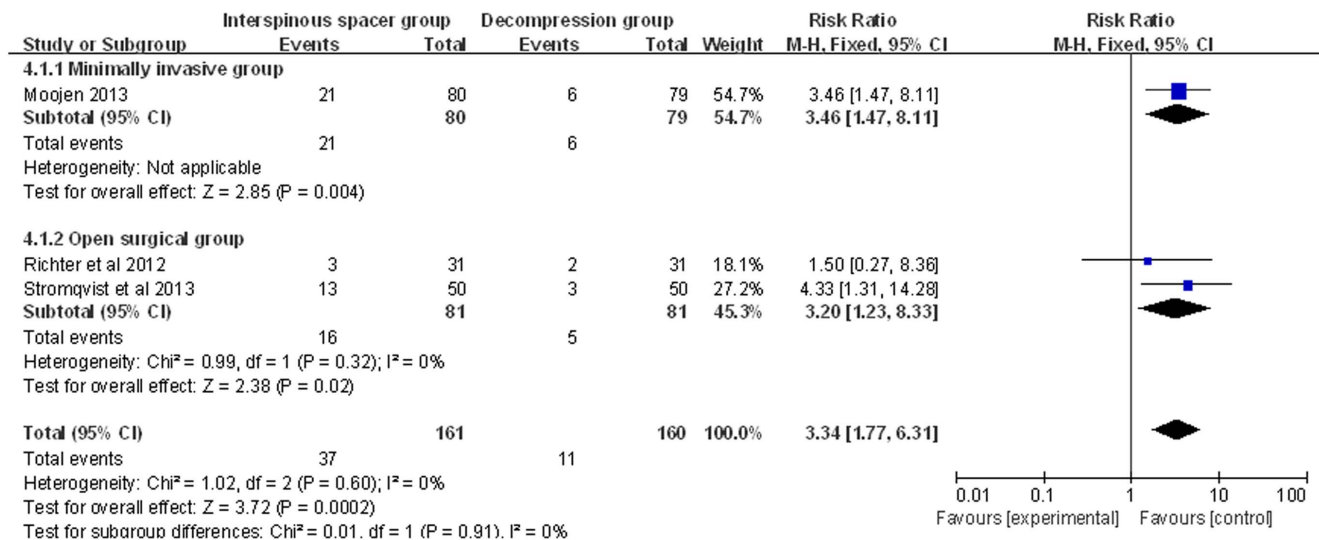 Interspinous spacer group Decompression group Risk Ratio Risk Ratio
Study or Subgroup Events Total Events Total Weight M-H, Fixed, 95% CI M-H, Fixed, 95% CI
4.1.1 Minimally invasive group
Moojen 2013 21 80 6 79 54.7% 3.46 [1.47, 8.11]
Subtotal (95% CI) 80 79 54.7% 3.46 [1.47, 8.11]
Total events 21 6
Heterogeneity: Not applicable
Test for overall effect: Z = 2.85 (P = 0.004)
4.1.2 Open surgical group
Richter et al 2012 3 31 2 31 18.1% 1.50 [0.27, 8.36]
Stromqvist et al 2013 13 50 3 50 27.2% 4.33 [1.31, 14.28]
Subtotal (95% CI) 81 81 45.3% 3.20 [1.23, 8.33]
Total events 16 5
Heterogeneity: Chi² = 0.99, df = 1 (P = 0.32); I² = 0%
Test for overall effect: Z = 2.38 (P = 0.02)
Total (95% CI) 161 160 100.0% 3.34 [1.77, 6.31]
Total events 37 11
Heterogeneity: Chi² = 1.02, df = 2 (P = 0.60); I² = 0%
Test for overall effect: Z = 3.72 (P = 0.0002)
Test for subgroup differences: Chi² = 0.01, df = 1 (P = 0.91), I² = 0%
0.01 0.1 1 10 100
Favours [experimental] Favours [control]